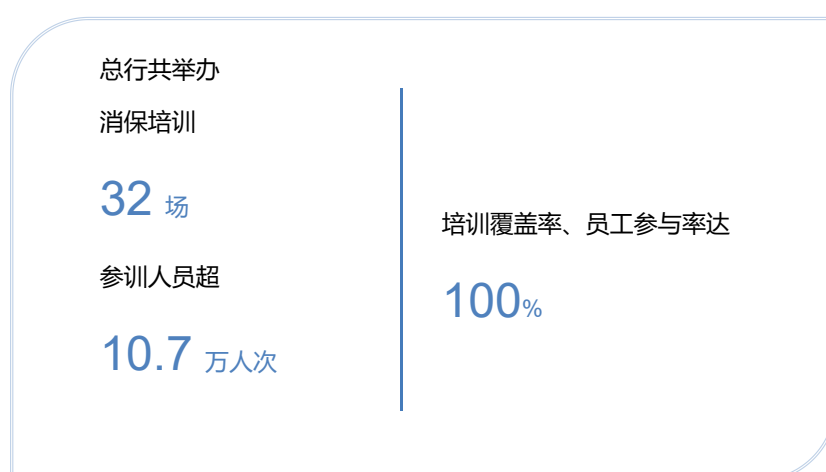 总行共举办
消保培训
32 场
参训人员超
10.7 万人次
培训覆盖率、员工参与率达
100%